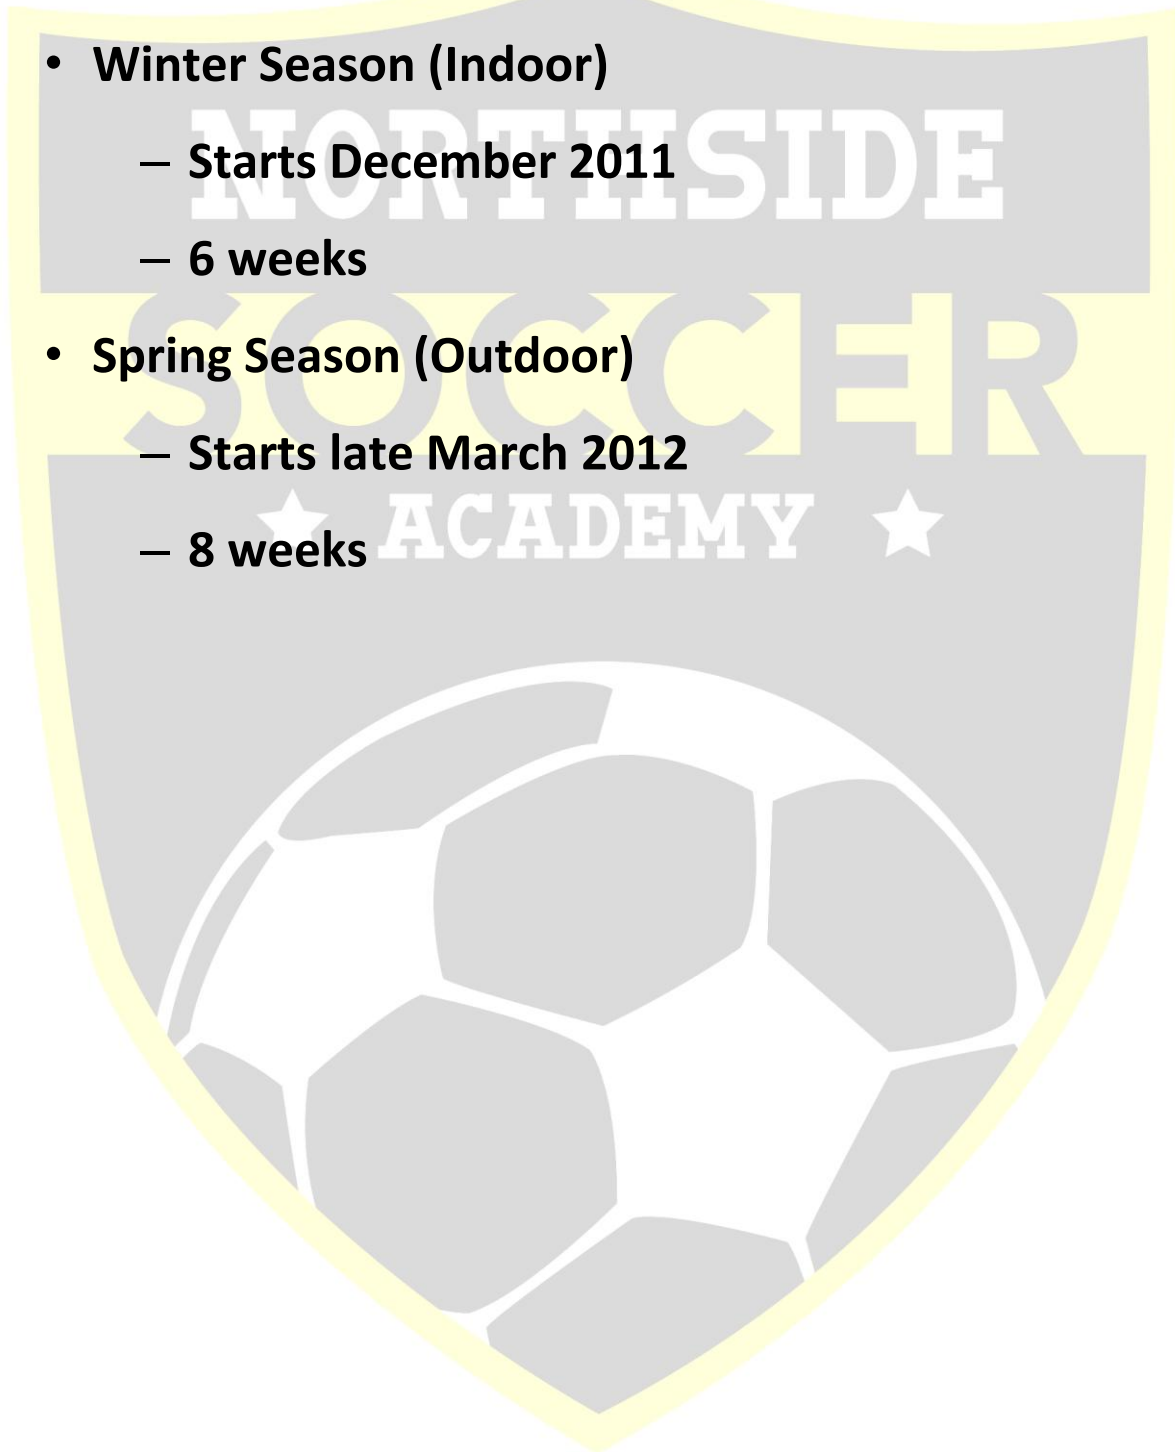 • Winter Season (Indoor)
NORTHSIDE
– Starts December 2011
– 6 weeks
SOCCER
• Spring Season (Outdoor)
– Starts late March 2012
ACADEMY
– 8 weeks